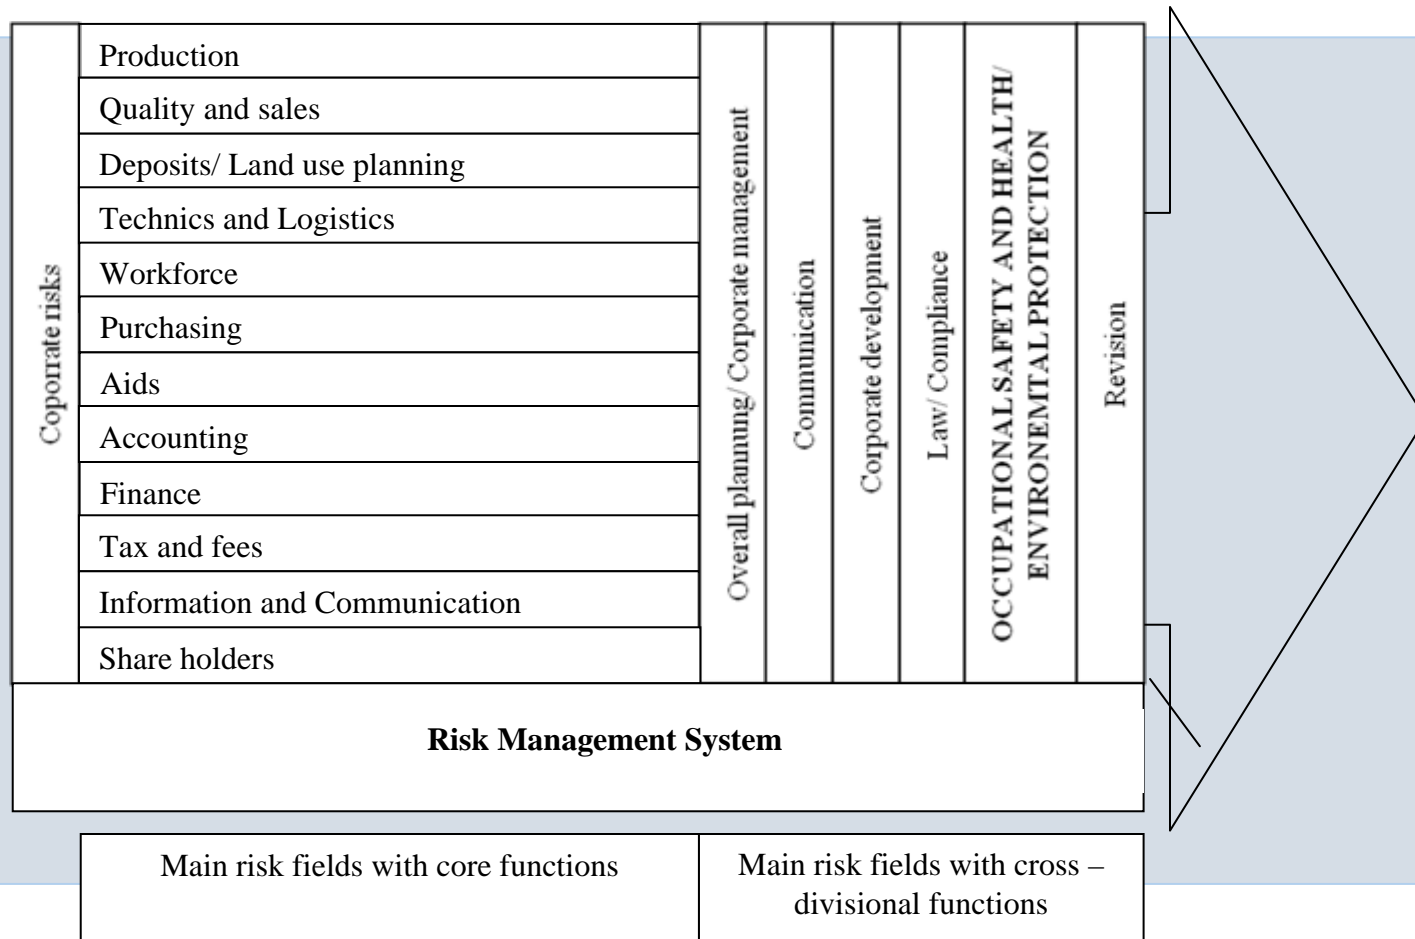 Coporrate risks
Production
Quality and sales
Deposits/ Land use planning
Technics and Logistics
Workforce
Purchasing
Aids
Accounting
Finance
Tax and fees
Information and Communication
Share holders
Overall planning/ Corporate management
Communication
Corporate development
Law/ Compliance
OCCUPATIONAL SAFETY AND HEALTH/
ENVIRONEMTAL PROTECTION
Revision
Risk Management System
Main risk fields with core functions
Main risk fields with cross –
divisional functions